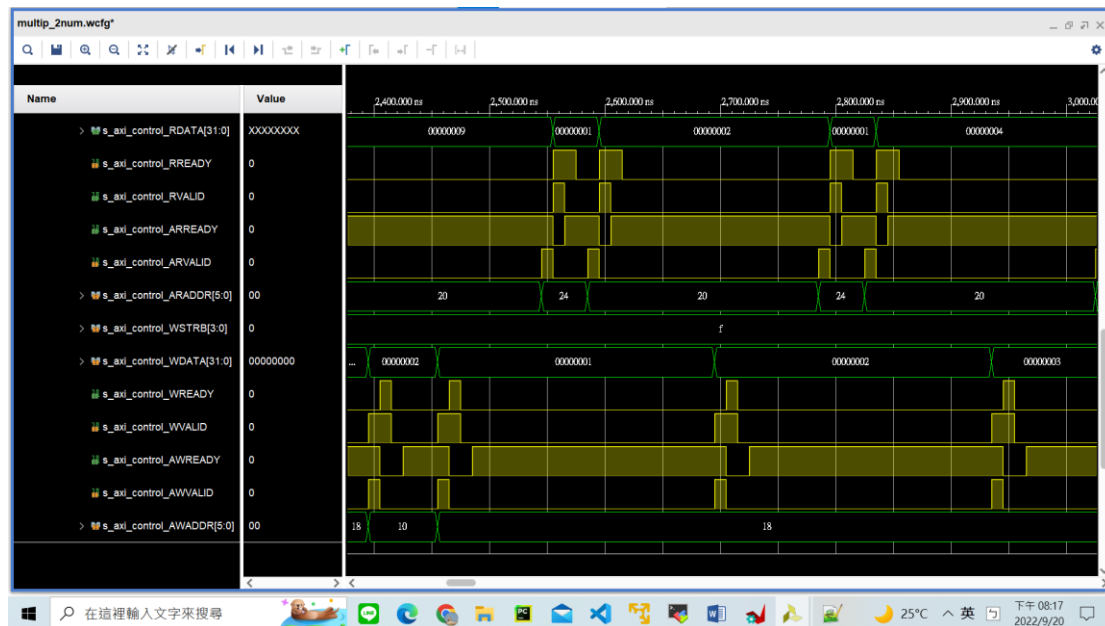 multip_2num.wcfg*
Name Value
2,400.000 ns 2,500.000 ns 2,600.000 ns 2,700.000 ns 2,800.000 ns 2,900.000 ns 3,000.0
s_axi_control_RDATA[31:0] XXXXXXXX 00000009 00000001 00000002 00000001 00000004
s_axi_control_RREADY 0
s_axi_control_RVALID 0
s_axi_control_ARREADY 0
s_axi_control_ARVALID 0
s_axi_control_ARADDR[5:0] 00 20 24 20 24 20
s_axi_control_WSTRB[3:0] 0 f
s_axi_control_WDATA[31:0] 00000000 ... 00000002 00000001 00000002 00000003
s_axi_control_WREADY 0
s_axi_control_WVALID 0
s_axi_control_AWREADY 0
s_axi_control_AWVALID 0
s_axi_control_AWADDR[5:0] 00 18 10 18
在這裡輸入文字來搜尋 25°C 英 下午 08:17
2022/9/20